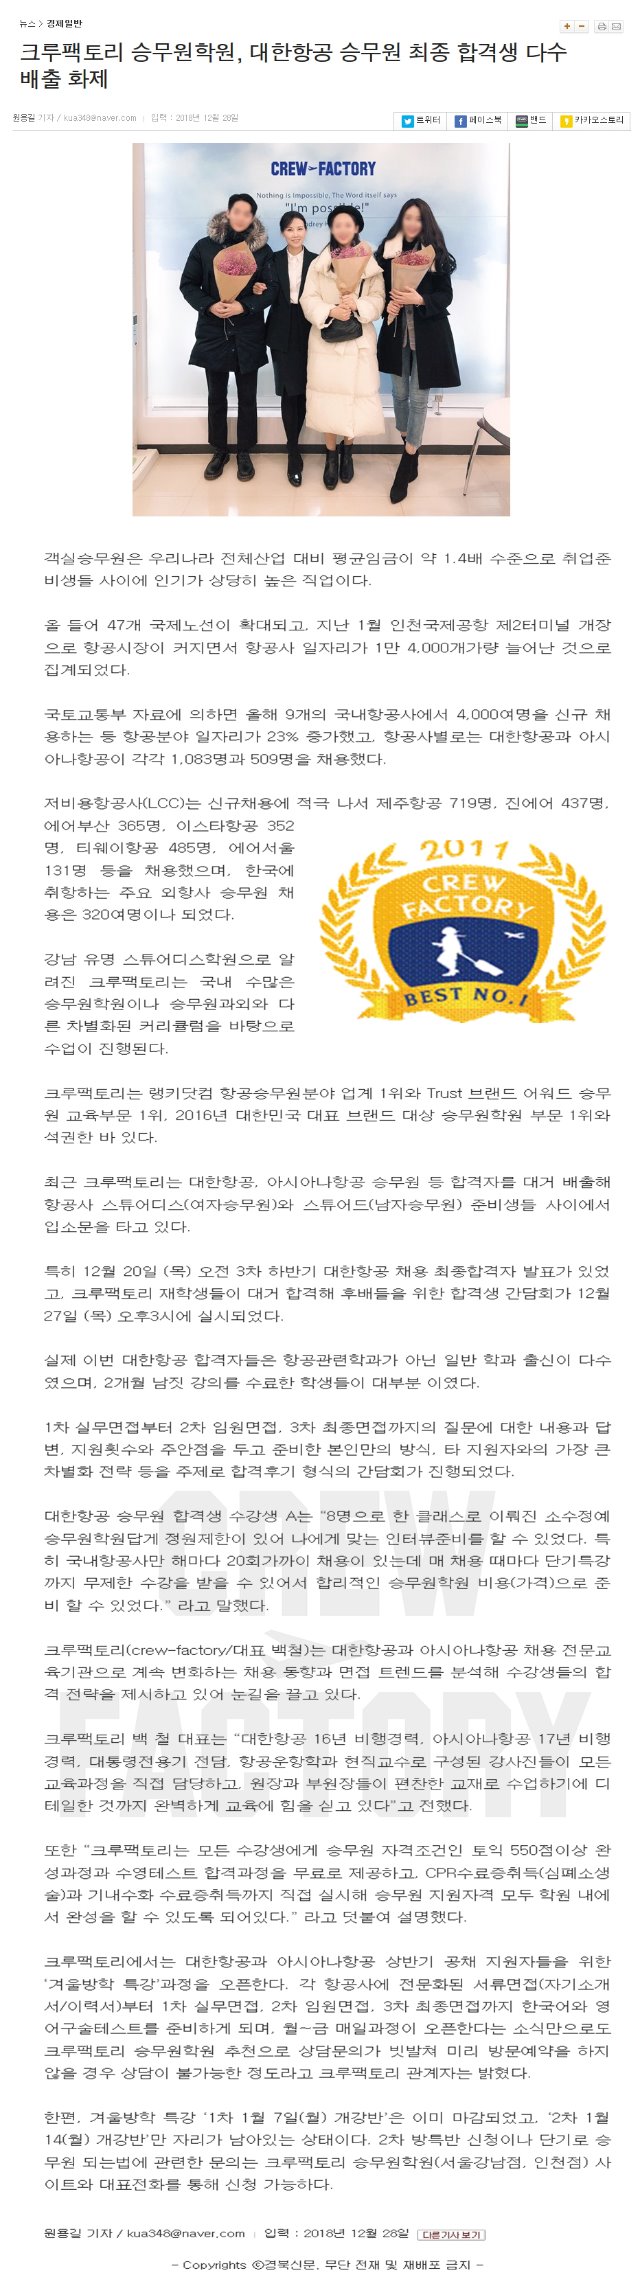 뉴스 > 경제일반
크루팩토리 승무원학원, 대한항공 승무원 최종 합격생 다수
배출 화제
원용길 기자 / kua348@naver.com | 입력 : 2018년 12월 28일
트위터 페이스북 밴드 카카오스토리
CREW FACTORY
Nothing is Impossible, The Word itself says
"I'm possible!"
객실승무원은 우리나라 전체산업 대비 평균임금이 약 1.4배 수준으로 취업준
비생들 사이에 인기가 상당히 높은 직업이다.
올 들어 47개 국제노선이 확대되고, 지난 1월 인천국제공항 제2터미널 개장
으로 항공시장이 커지면서 항공사 일자리가 1만 4,000개가량 늘어난 것으로
집계되었다.
국토교통부 자료에 의하면 올해 9개의 국내항공사에서 4,000여명을 신규 채
용하는 등 항공분야 일자리가 23% 증가했고, 항공사별로는 대한항공과 아시
아나항공이 각각 1,083명과 509명을 채용했다.
저비용항공사(LCC)는 신규채용에 적극 나서 제주항공 719명, 진에어 437명,
에어부산 365명, 이스타항공 352
명, 티웨이항공 485명, 에어서울
131명 등을 채용했으며, 한국에
취항하는 주요 외항사 승무원 채
용은 320여명이나 되었다.
2011
CREW
FACTORY
BEST NO.1
강남 유명 스튜어디스학원으로 알
려진 크루팩토리는 국내 수많은
승무원학원이나 승무원과외와 다
른 차별화된 커리큘럼을 바탕으로
수업이 진행된다.
크루팩토리는 랭키닷컴 항공승무원분야 업계 1위와 Trust 브랜드 어워드 승무
원 교육부문 1위, 2016년 대한민국 대표 브랜드 대상 승무원학원 부문 1위와
석권한 바 있다.
최근 크루팩토리는 대한항공, 아시아나항공 승무원 등 합격자를 대거 배출해
항공사 스튜어디스(여자승무원)와 스튜어드(남자승무원) 준비생들 사이에서
입소문을 타고 있다.
특히 12월 20일 (목) 오전 3차 하반기 대한항공 채용 최종합격자 발표가 있었
고, 크루팩토리 재학생들이 대거 합격해 후배들을 위한 합격생 간담회가 12월
27일 (목) 오후3시에 실시되었다.
실제 이번 대한항공 합격자들은 항공관련학과가 아닌 일반 학과 출신이 다수
였으며, 2개월 남짓 강의를 수료한 학생들이 대부분 이였다.
1차 실무면접부터 2차 임원면접, 3차 최종면접까지의 질문에 대한 내용과 답
변, 지원횟수와 주안점을 두고 준비한 본인만의 방식, 타 지원자와의 가장 큰
차별화 전략 등을 주제로 합격후기 형식의 간담회가 진행되었다.
대한항공 승무원 합격생 수강생 A는 “8명으로 한 클래스로 이뤄진 소수정예
승무원학원답게 정원제한이 있어 나에게 맞는 인터뷰준비를 할 수 있었다. 특
히 국내항공사만 해마다 20회가까이 채용이 있는데 매 채용 때마다 단기특강
까지 무제한 수강을 받을 수 있어서 합리적인 승무원학원 비용(가격)으로 준
비 할 수 있었다.” 라고 말했다.
크루팩토리(crew-factory/대표 백철)는 대한항공과 아시아나항공 채용 전문교
육기관으로 계속 변화하는 채용 동향과 면접 트렌드를 분석해 수강생들의 합
격 전략을 제시하고 있어 눈길을 끌고 있다.
크루팩토리 백 철 대표는 “대한항공 16년 비행경력, 아시아나항공 17년 비행
경력, 대통령전용기 전담, 항공운항학과 현직교수로 구성된 강사진들이 모든
교육과정을 직접 담당하고, 원장과 부원장들이 편찬한 교재로 수업하기에 디
테일한 것까지 완벽하게 교육에 힘을 싣고 있다”고 전했다.
또한 “크루팩토리는 모든 수강생에게 승무원 자격조건인 토익 550점이상 완
성과정과 수영테스트 합격과정을 무료로 제공하고, CPR수료증취득(심폐소생
술)과 기내수화 수료증취득까지 직접 실시해 승무원 지원자격 모두 학원 내에
서 완성을 할 수 있도록 되어있다.” 라고 덧붙여 설명했다.
크루팩토리에서는 대한항공과 아시아나항공 상반기 공채 지원자들을 위한
‘겨울방학 특강’과정을 오픈한다. 각 항공사에 전문화된 서류면접(자기소개
서/이력서)부터 1차 실무면접, 2차 임원면접, 3차 최종면접까지 한국어와 영
어구술테스트를 준비하게 되며, 월~금 매일과정이 오픈한다는 소식만으로도
크루팩토리 승무원학원 추천으로 상담문의가 빗발쳐 미리 방문예약을 하지
않을 경우 상담이 불가능한 정도라고 크루팩토리 관계자는 밝혔다.
한편, 겨울방학 특강 ‘1차 1월 7일(월) 개강반’은 이미 마감되었고, ‘2차 1월
14(월) 개강반’만 자리가 남아있는 상태이다. 2차 방특반 신청이나 단기로 승
무원 되는법에 관련한 문의는 크루팩토리 승무원학원(서울강남점, 인천점) 사
이트와 대표전화를 통해 신청 가능하다.
CREW
FACTORY
원용길 기자 / kua348@naver.com | 입력 : 2018년 12월 28일 다른기사 보기
- Copyrights ⓒ경북신문, 무단 전재 및 재배포 금지 -